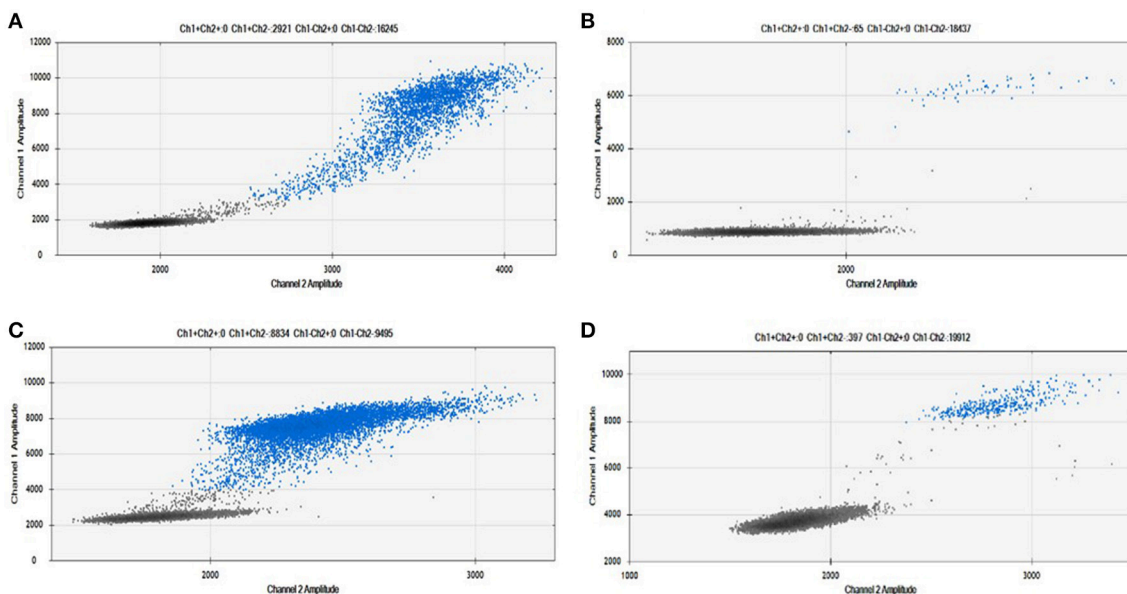 A
Ch1+Ch2+:0 Ch1+Ch2-:2921 Ch1-Ch2+:0 Ch1-Ch2-:16245
12000
10000
8000
6000
4000
2000
0
Channel 1 Amplitude
2000 3000 4000
Channel 2 Amplitude
B
Ch1+Ch2+:0 Ch1+Ch2-:65 Ch1-Ch2+:0 Ch1-Ch2-:18437
8000
6000
4000
2000
0
Channel 1 Amplitude
2000
Channel 2 Amplitude
C
Ch1+Ch2+:0 Ch1+Ch2-:8834 Ch1-Ch2+:0 Ch1-Ch2-:9495
12000
10000
8000
6000
4000
2000
0
Channel 1 Amplitude
2000 3000
Channel 2 Amplitude
D
Ch1+Ch2+:0 Ch1+Ch2-:397 Ch1-Ch2+:0 Ch1-Ch2-:19912
10000
8000
6000
4000
2000
Channel 1 Amplitude
1000 2000 3000
Channel 2 Amplitude